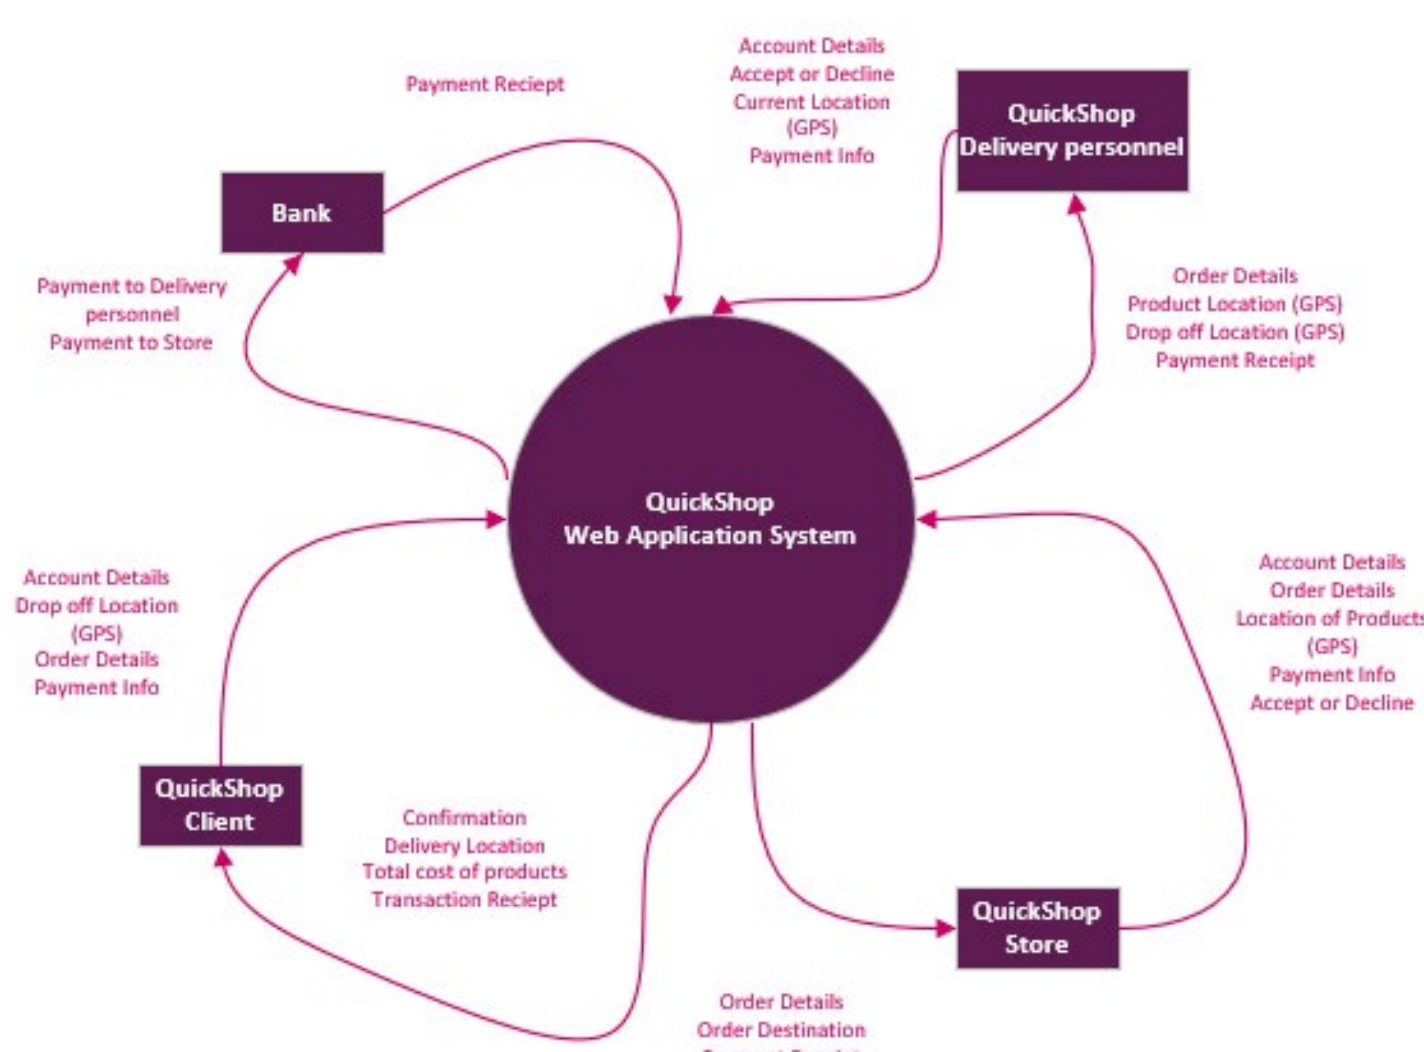 Account Details
Accept or Decline
Current Location
(GPS)
Payment Info
Payment Reciept
QuickShop
Delivery personnel
Bank
Payment to Delivery
personnel
Payment to Store
Order Details
Product Location (GPS)
Drop off Location (GPS)
Payment Receipt
QuickShop
Web Application System
Account Details
Drop off Location
(GPS)
Order Details
Payment Info
Account Details
Order Details
Location of Products
(GPS)
Payment Info
Accept or Decline
QuickShop
Client
Confirmation
Delivery Location
Total cost of products
Transaction Reciept
QuickShop
Store
Order Details
Order Destination